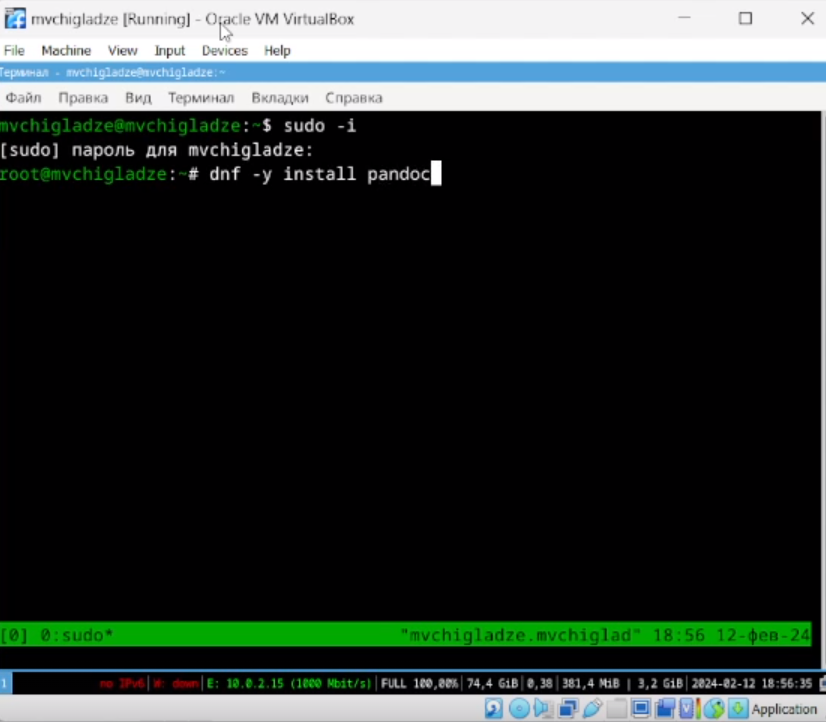 mvchigladze [Running] - Oracle VM VirtualBox
File Machine View Input Devices Help
Терминал - mvchigladze@mvchigladze:~
Файл Правка Вид Терминал Вкладки Справка
mvchigladze@mvchigladze:~$ sudo -i
[sudo] пароль для mvchigladze:
root@mvchigladze:~# dnf -y install pandoc
[0] 0:sudo* "mvchigladze.mvchiglad" 18:56 12-фев-24
1 no IPv6| W: down| E: 10.0.2.15 (1000 Mbit/s)| FULL 100,00%| 74,4 GiB| 0,38| 381,4 MiB | 3,2 GiB| 2024-02-12 18:56:35
Application